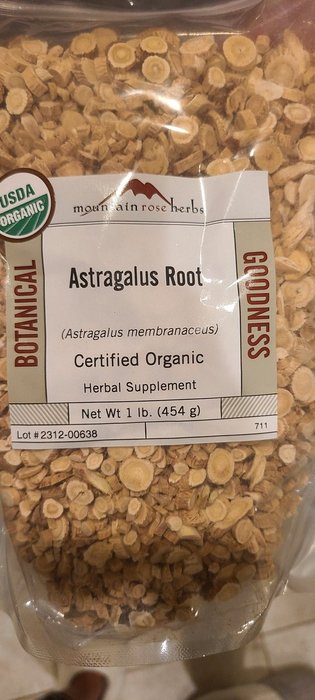 USDA
ORGANIC
mountain rose herbs
BOTANICAL
GOODNESS
Astragalus Root
(Astragalus membranaceus)
Certified Organic
Herbal Supplement
Net Wt 1 lb. (454 g)
Lot # 2312-00638
711